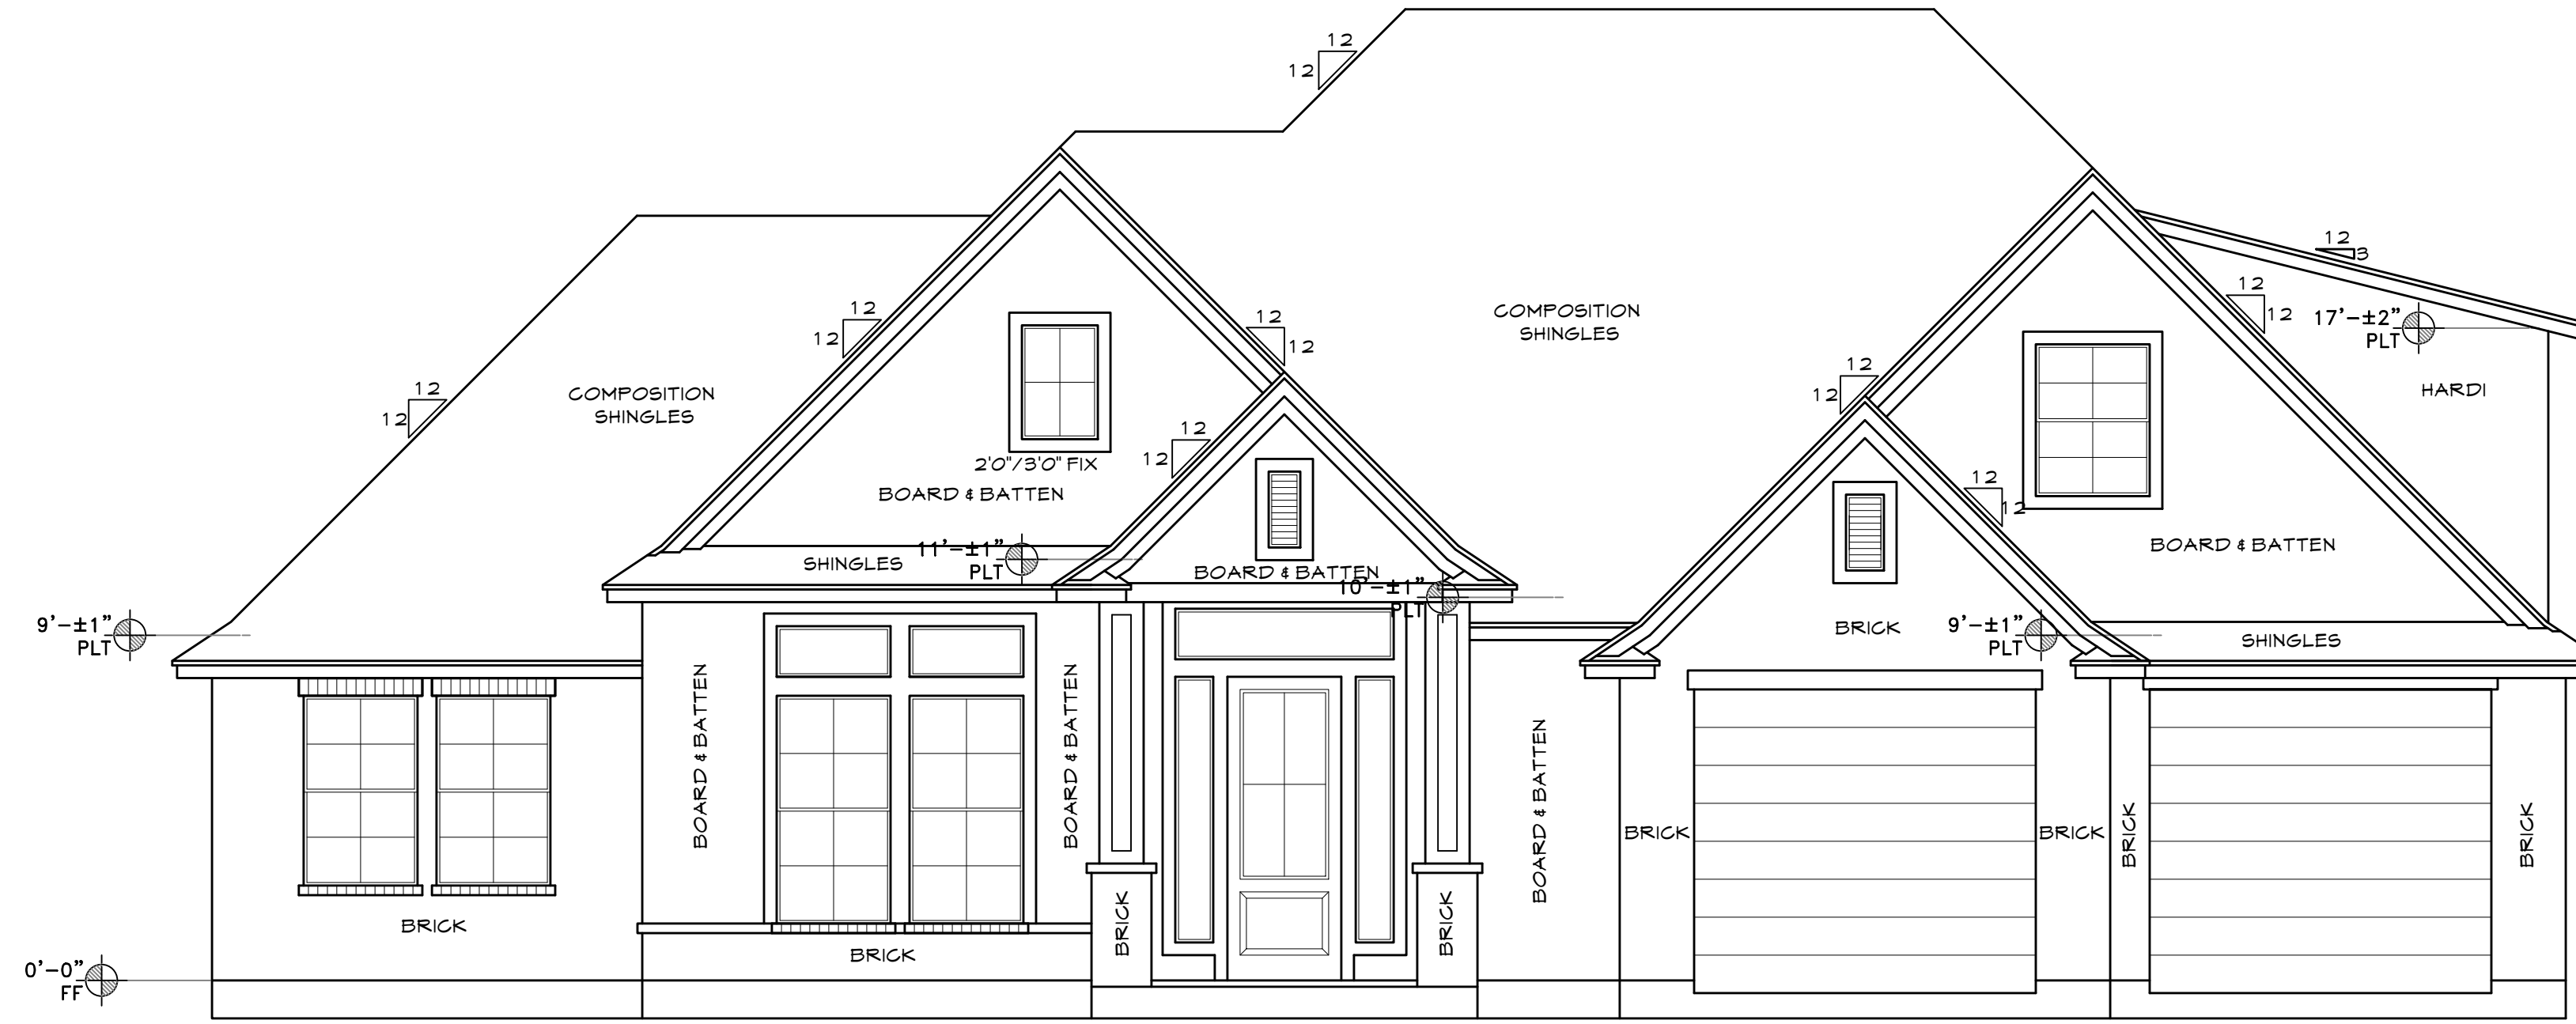 12
12
12
3
12
12
17'-±2"
PLT
12
12
COMPOSITION
SHINGLES
12
12
12
12
HARDI
12
12
COMPOSITION
SHINGLES
12
12
2'0"/3'0" FIX
BOARD & BATTEN
12
12
12
12
BOARD & BATTEN
11'-±1"
PLT
SHINGLES
BOARD & BATTEN
10'-±1"
PLT
9'-±1"
PLT
BRICK
9'-±1"
PLT
SHINGLES
BOARD & BATTEN
BOARD & BATTEN
BOARD & BATTEN
BRICK
BRICK
BRICK
BRICK
BRICK
BRICK
BRICK
BRICK
0'-0"
FF